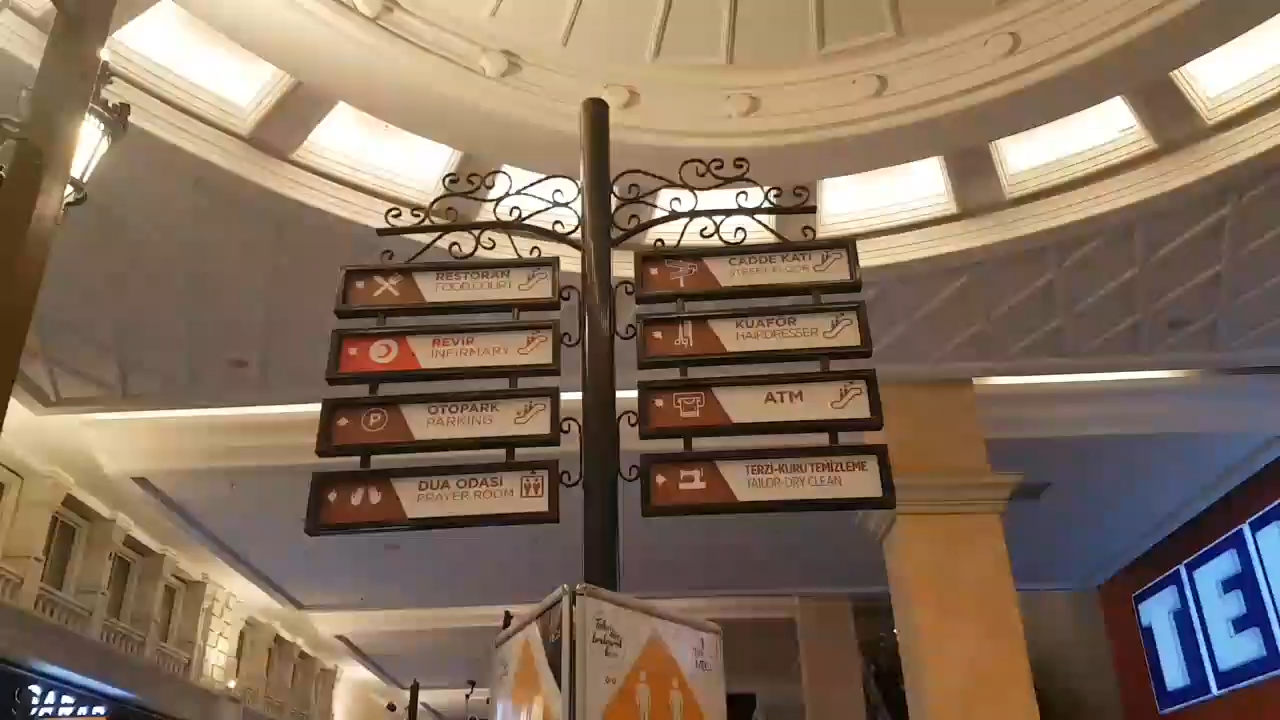 RESTORAN
FOOD COURT
REVİR
INFIRMARY
P
OTOPARK
PARKING
DUA ODASI
PRAYER ROOM
CADDE KATI
STREET FLOOR
KUAFÖR
HAIRDRESSER
ATM
TERZİ-KURU TEMİZLEME
TAILOR-DRY CLEAN
TE